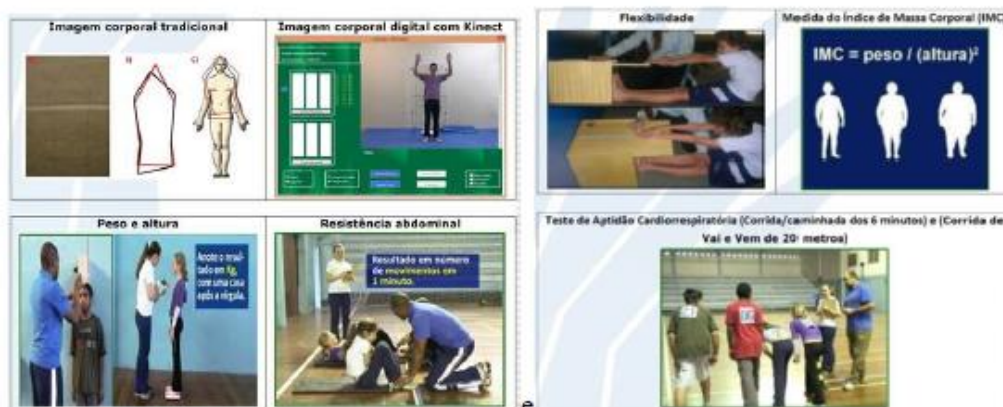 Imagem corporal tradicional
Imagem corporal digital com Kinect
B)
C)
Flexibilidade
Medida do Índice de Massa Corporal (IMC)
IMC = peso / (altura)²
Peso e altura
Resistência abdominal
Anote o resul-
tado em Kg,
com uma casa
após a vírgula.
Resultado em número
de movimentos em
1 minuto.
Teste de Aptidão Cardiorrespiratória (Corrida/caminhada dos 6 minutos) e (Corrida de
Vai e Vem de 20 metros)
e